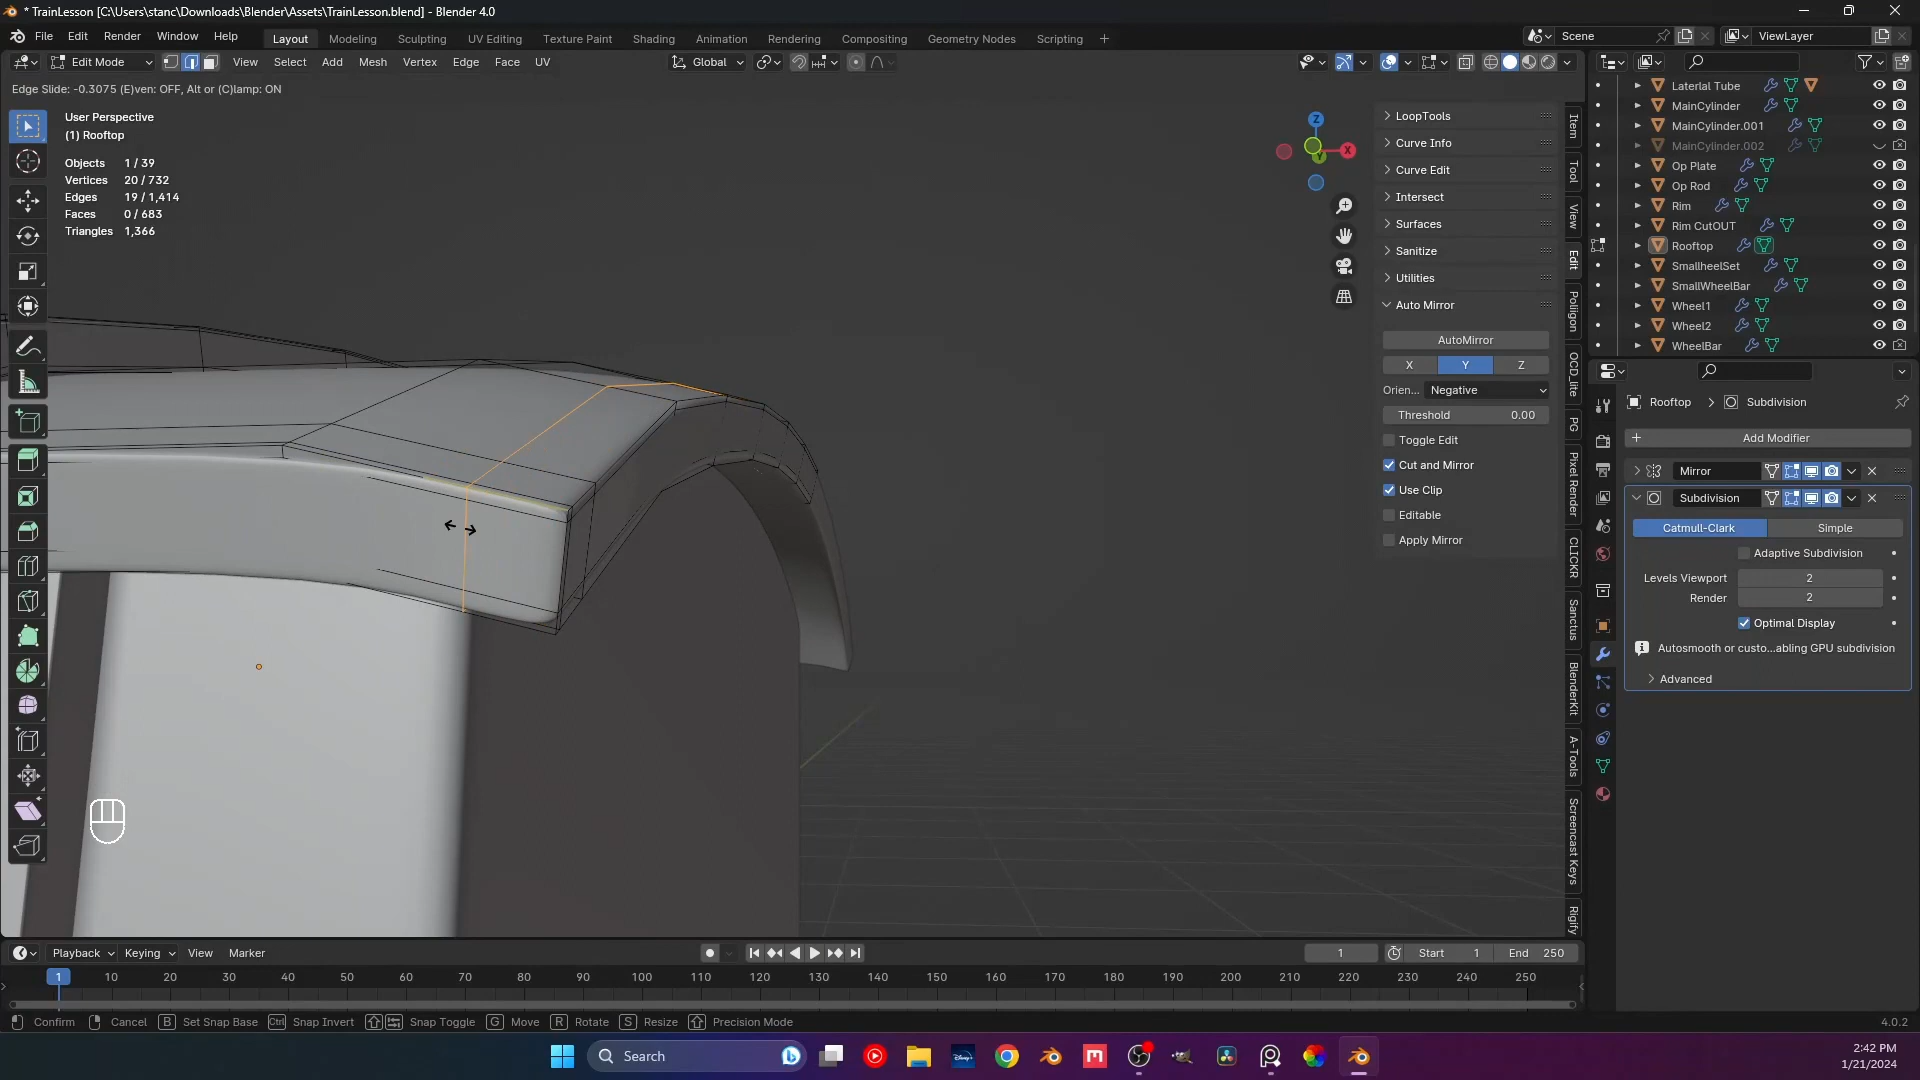 * TrainLesson [C:\Users\stanc\Downloads\Blender\Assets\TrainLesson.blend] - Blender 4.0
File Edit Render Window Help Layout Modeling Sculpting UV Editing Texture Paint Shading Animation Rendering Compositing Geometry Nodes Scripting + Scene ViewLayer
Edit Mode View Select Add Mesh Vertex Edge Face UV Global
Edge Slide: -0.3075 (E)ven: OFF, Alt or (C)lamp: ON
User Perspective
(1) Rooftop
Objects 1 / 39
Vertices 20 / 732
Edges 19 / 1,414
Faces 0 / 683
Triangles 1,366
Z
Y
X
LoopTools
Curve Info
Curve Edit
Intersect
Surfaces
Sanitize
Utilities
Auto Mirror
AutoMirror
X Y Z
Orien... Negative
Threshold 0.00
Toggle Edit
Cut and Mirror
Use Clip
Editable
Apply Mirror
Item
Tool
View
Edit
Poliigon
OCD_lite
PG
Pixel Render
CLICKR
Sanctus
BlenderKit
A-Tools
Screencast Keys
Rigify
Laterlal Tube
MainCylinder
MainCylinder.001
MainCylinder.002
Op Plate
Op Rod
Rim
Rim CutOUT
Rooftop
SmallheelSet
SmallWheelBar
Wheel1
Wheel2
WheelBar
Rooftop > Subdivision
+ Add Modifier
Mirror
Subdivision
Catmull-Clark Simple
Adaptive Subdivision
Levels Viewport 2
Render 2
Optimal Display
Autosmooth or custo...abling GPU subdivision
Advanced
Playback Keying View Marker 1 Start 1 End 250
1 10 20 30 40 50 60 70 80 90 100 110 120 130 140 150 160 170 180 190 200 210 220 230 240 250
Confirm Cancel B Set Snap Base Ctrl Snap Invert Snap Toggle G Move R Rotate S Resize Precision Mode 4.0.2
Search
Disney+
2:42 PM
1/21/2024